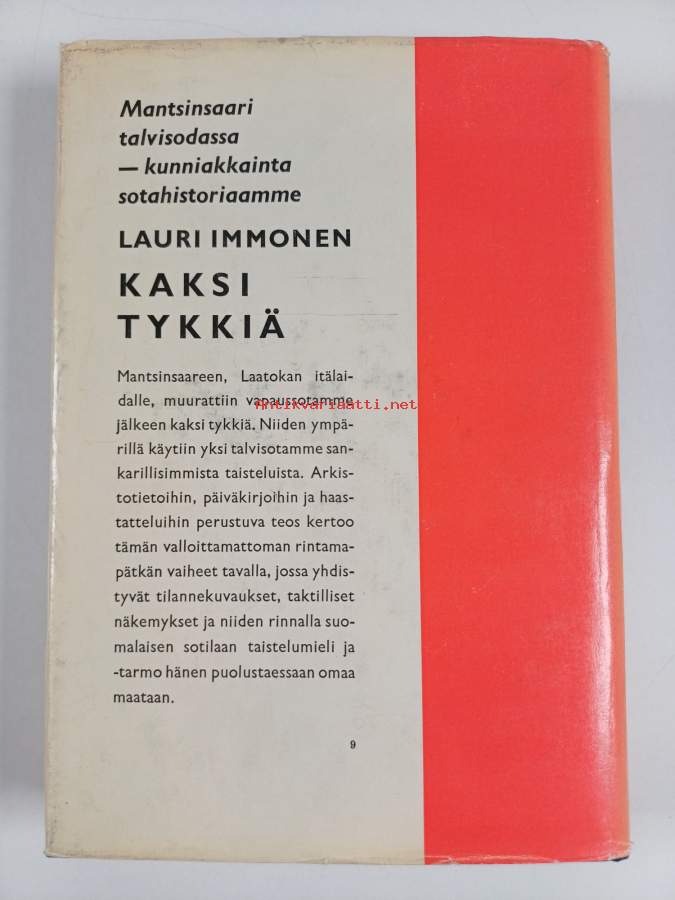 Mantsinsaari
talvisodassa
— kunniakkainta
sotahistoriaamme
LAURI IMMONEN
KAKSI
TYKKIÄ
Mantsinsaareen, Laatokan itälai-
dalle, muurattiin vapaussotamme
Antikvariaatti.net
jälkeen kaksi tykkiä. Niiden ympä-
rillä käytiin yksi talvisotamme san-
karillisimmista taisteluista. Arkis-
totietoihin, päiväkirjoihin ja haas-
tatteluihin perustuva teos kertoo
tämän valloittamattoman rintama-
pätkän vaiheet tavalla, jossa yhdis-
tyvät tilannekuvaukset, taktilliset
näkemykset ja niiden rinnalla suo-
malaisen sotilaan taistelumieli ja
-tarmo hänen puolustaessaan omaa
maataan.
9